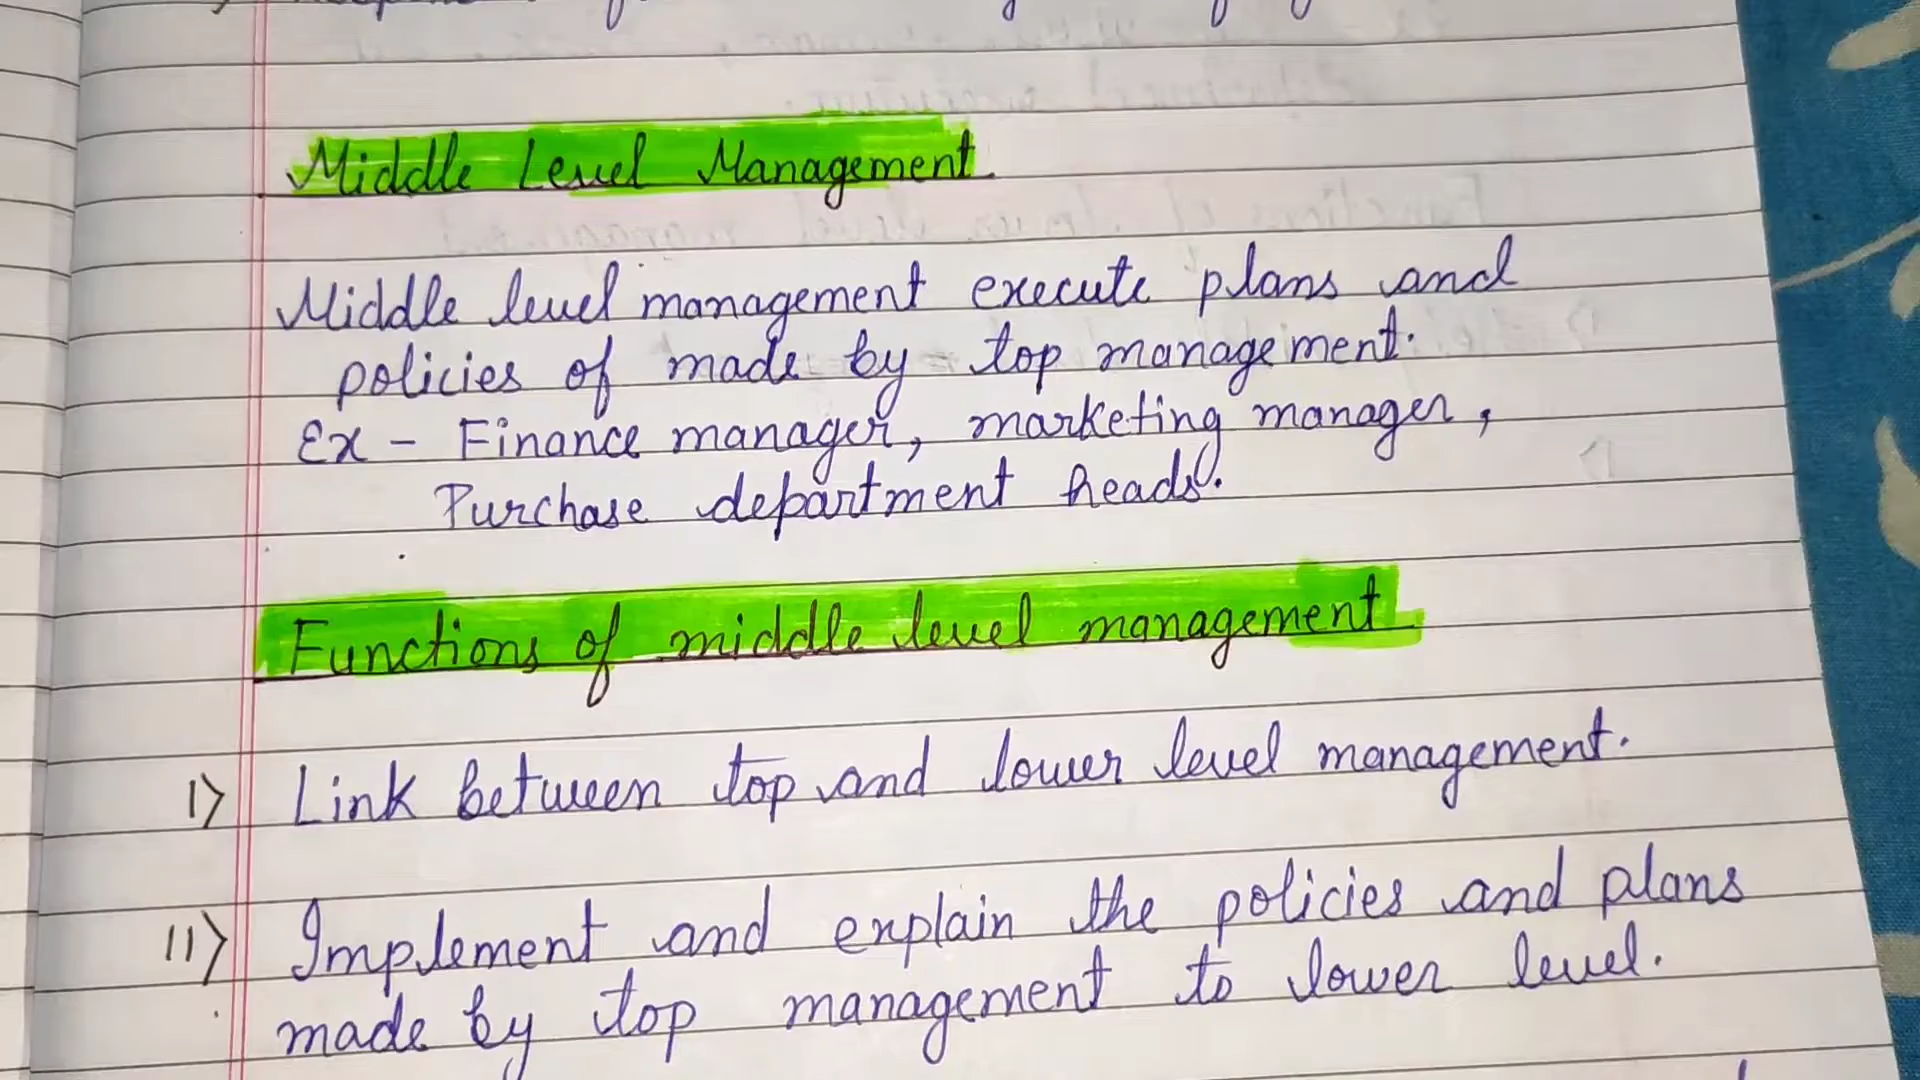 Middle Level Management
Middle level management execute plans and
policies of made by top management.
Ex - Finance manager, marketing manager,
Purchase department heads.
Functions of middle level management
I) Link between top and lower level management.
II) Implement and explain the policies and plans
made by top management to lower level.